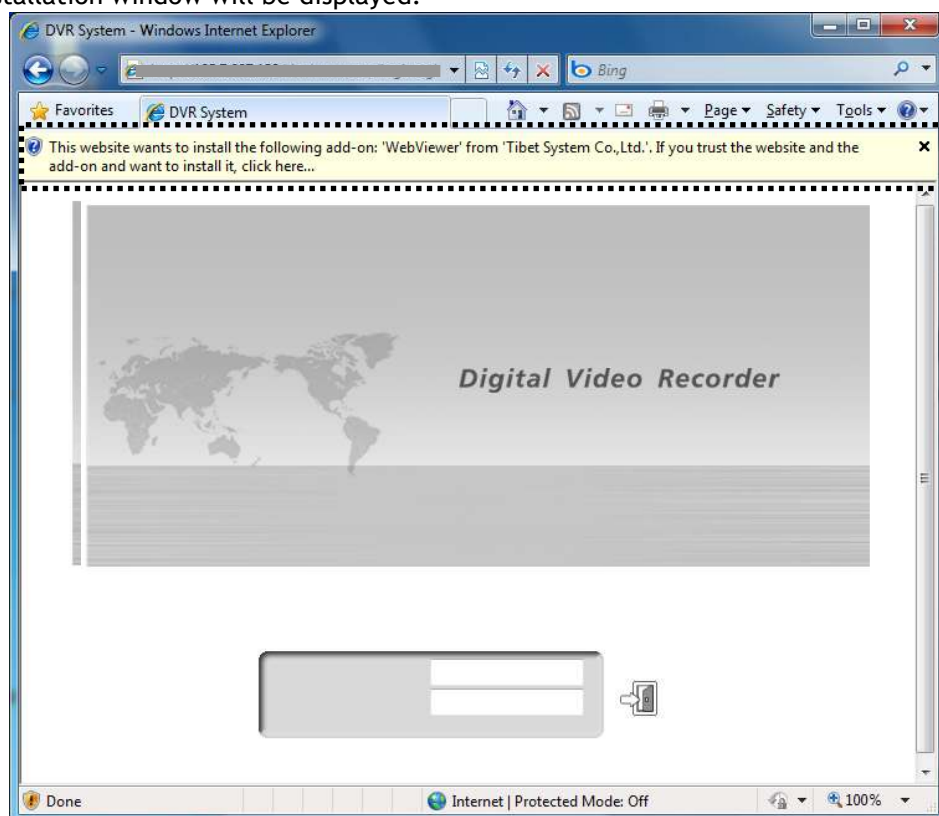 stallation window will be displayed.
DVR System - Windows Internet Explorer
Bing
Favorites DVR System Page Safety Tools
This website wants to install the following add-on: 'WebViewer' from 'Tibet System Co.,Ltd.'. If you trust the website and the
add-on and want to install it, click here...
Digital Video Recorder
Done Internet | Protected Mode: Off 100%